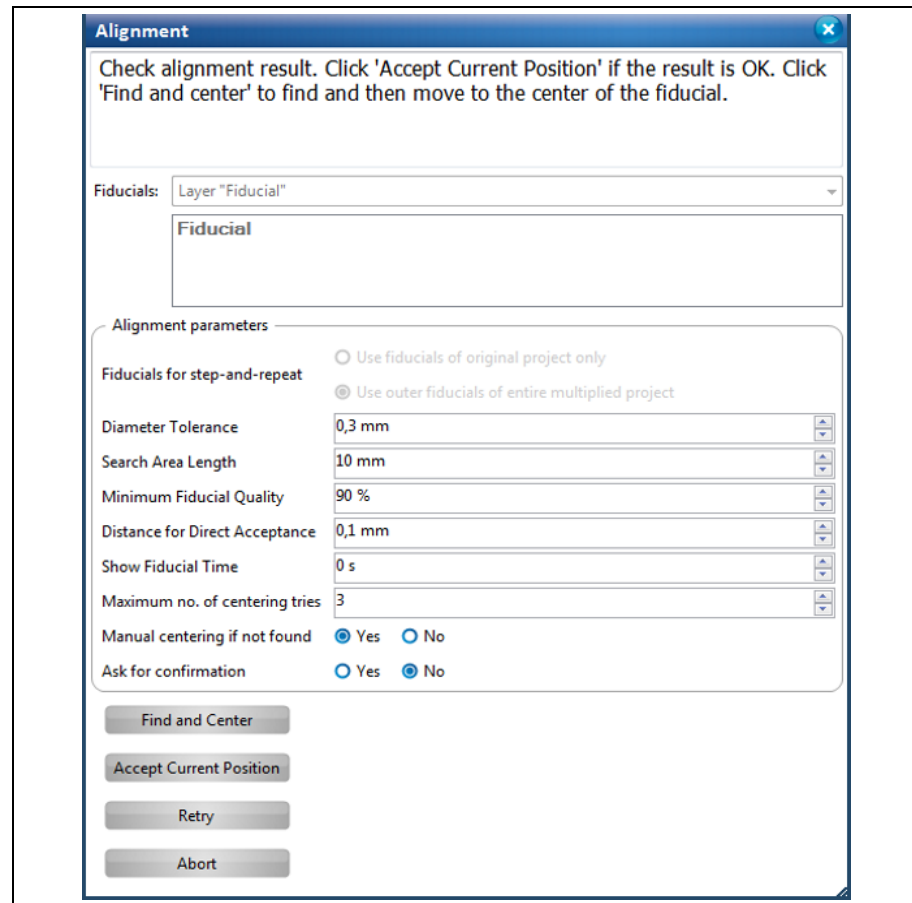 Alignment
Check alignment result. Click 'Accept Current Position' if the result is OK. Click
'Find and center' to find and then move to the center of the fiducial.
Fiducials: Layer "Fiducial"
Fiducial
Alignment parameters
Fiducials for step-and-repeat
Use fiducials of original project only
Use outer fiducials of entire multiplied project
Diameter Tolerance 0,3 mm
Search Area Length 10 mm
Minimum Fiducial Quality 90 %
Distance for Direct Acceptance 0,1 mm
Show Fiducial Time 0 s
Maximum no. of centering tries 3
Manual centering if not found Yes No
Ask for confirmation Yes No
Find and Center
Accept Current Position
Retry
Abort